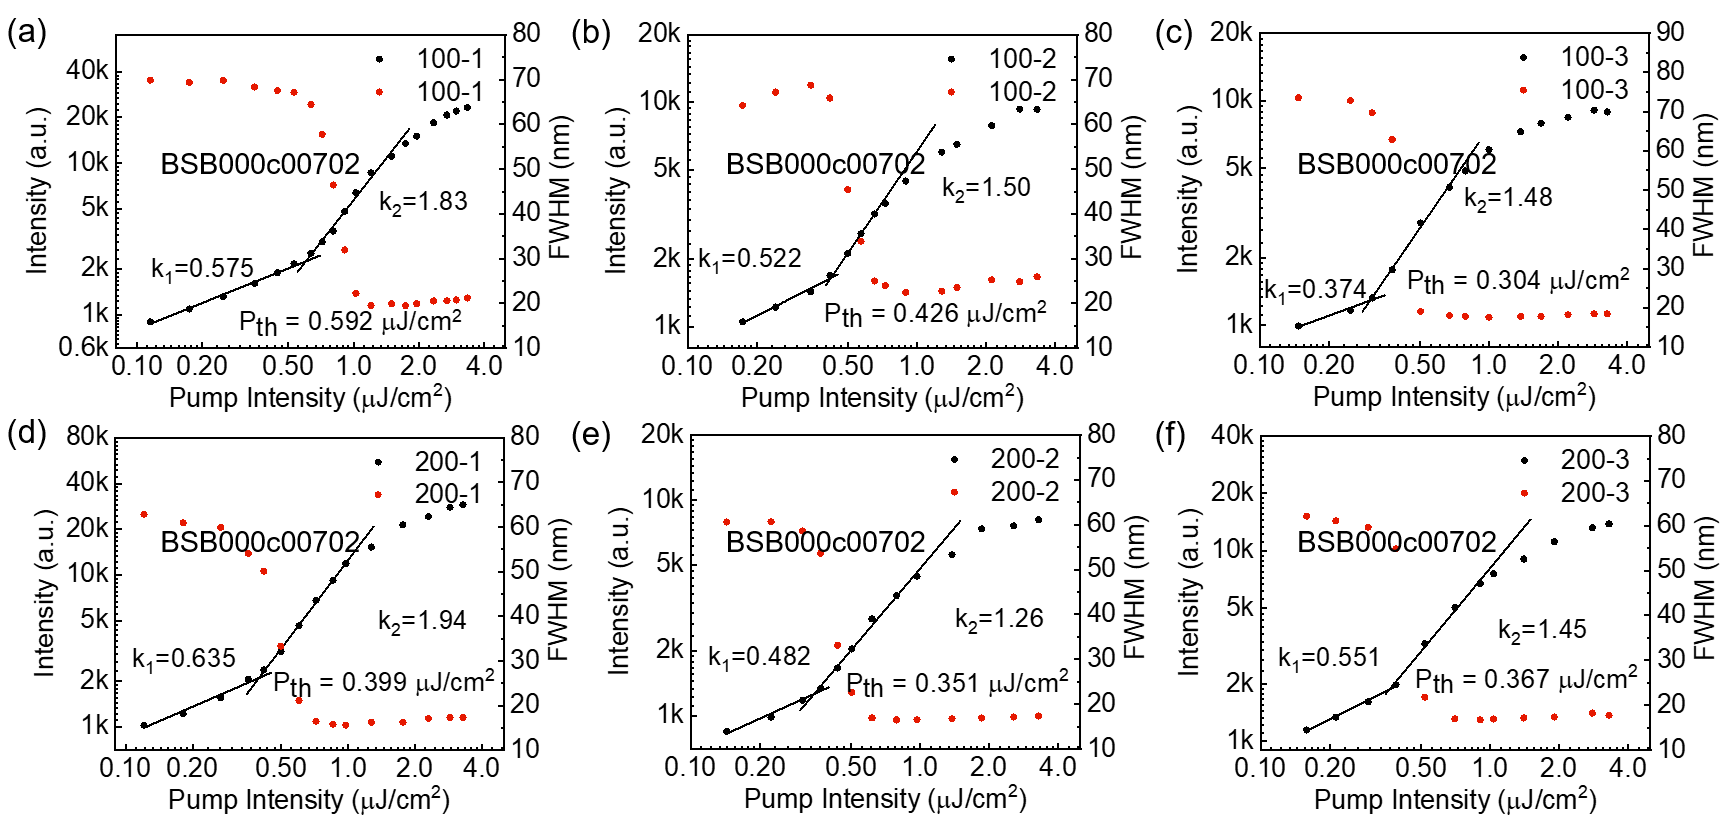 (a)
100-1
100-1
BSB000c00702
k1=0.575
k2=1.83
Pth = 0.592 μJ/cm2
40k
20k
10k
5k
2k
1k
0.6k
80
70
60
50
40
30
20
10
0.10 0.20 0.50 1.0 2.0 4.0
Intensity (a.u.)
FWHM (nm)
Pump Intensity (μJ/cm2)
(b)
100-2
100-2
BSB000c00702
k1=0.522
k2=1.50
Pth = 0.426 μJ/cm2
20k
10k
5k
2k
1k
80
70
60
50
40
30
20
10
0.10 0.20 0.50 1.0 2.0 4.0
Intensity (a.u.)
FWHM (nm)
Pump Intensity (μJ/cm2)
(c)
100-3
100-3
BSB000c00702
k1=0.374
k2=1.48
Pth = 0.304 μJ/cm2
20k
10k
5k
2k
1k
90
80
70
60
50
40
30
20
10
0.10 0.20 0.50 1.0 2.0 4.0
Intensity (a.u.)
FWHM (nm)
Pump Intensity (μJ/cm2)
(d)
200-1
200-1
BSB000c00702
k1=0.635
k2=1.94
Pth = 0.399 μJ/cm2
80k
40k
20k
10k
5k
2k
1k
80
70
60
50
40
30
20
10
0.10 0.20 0.50 1.0 2.0 4.0
Intensity (a.u.)
FWHM (nm)
Pump Intensity (μJ/cm2)
(e)
200-2
200-2
BSB000c00702
k1=0.482
k2=1.26
Pth = 0.351 μJ/cm2
20k
10k
5k
2k
1k
80
70
60
50
40
30
20
10
0.10 0.20 0.50 1.0 2.0 4.0
Intensity (a.u.)
FWHM (nm)
Pump Intensity (μJ/cm2)
(f)
200-3
200-3
BSB000c00702
k1=0.551
k2=1.45
Pth = 0.367 μJ/cm2
40k
20k
10k
5k
2k
1k
80
70
60
50
40
30
20
10
0.10 0.20 0.50 1.0 2.0 4.0
Intensity (a.u.)
FWHM (nm)
Pump Intensity (μJ/cm2)